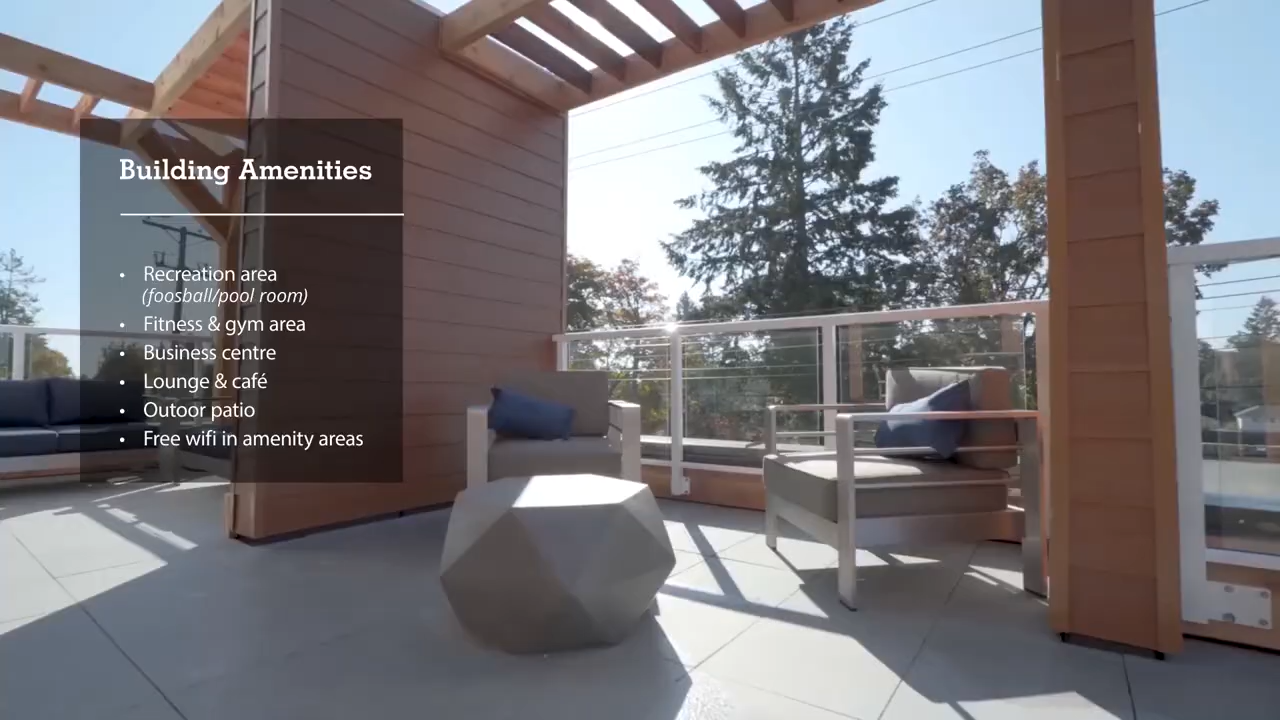 Building Amenities
• Recreation area
(foosball/pool room)
• Fitness & gym area
• Business centre
• Lounge & café
• Outoor patio
• Free wifi in amenity areas